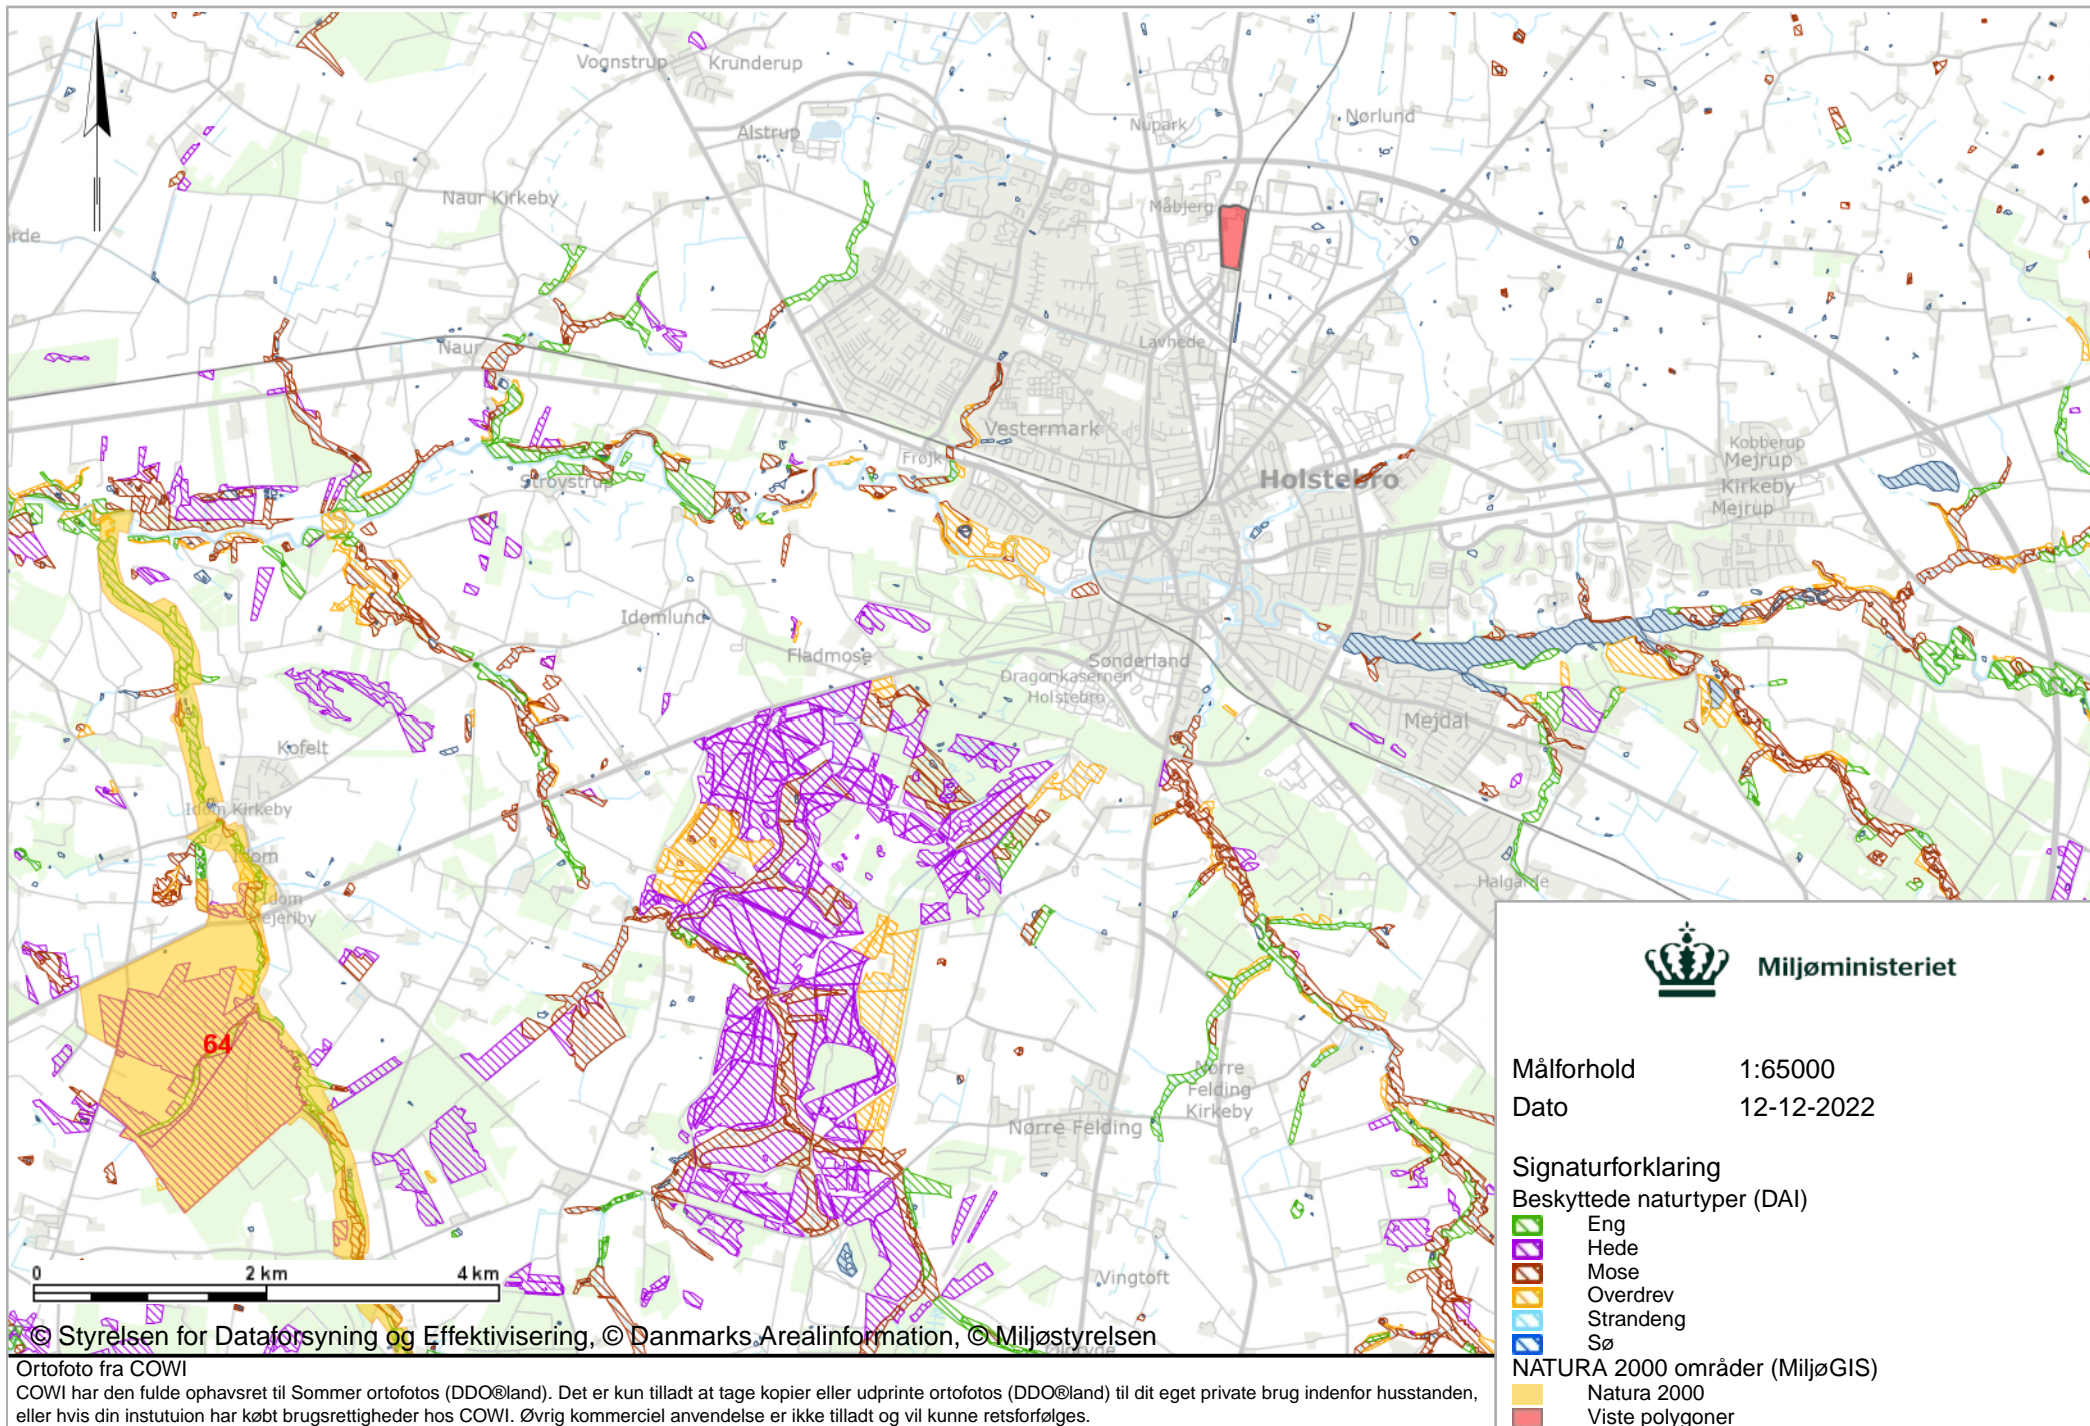 Vognstrup
Krunderup
Alstrup
Nupark
Nørlund
Naur Kirkeby
Måbjerg
rde
Naur
Lavhede
Vestermark
Frøjk
Holstebro
Kobberup
Mejrup
Kirkeby
Mejrup
Strovstrup
Idomlund
Fladmose
Sønderland
Dragonkasernen
Holstebro
Mejdal
Kofelt
Idom Kirkeby
Idom
Idom
Mejeriby
Halgårde
64
Nørre
Felding
Kirkeby
Nørre Felding
Vingtoft
0 2 km 4 km
© Styrelsen for Dataforsyning og Effektivisering, © Danmarks Arealinformation, © Miljøstyrelsen
Ortofoto fra COWI
COWI har den fulde ophavsret til Sommer ortofotos (DDO®land). Det er kun tilladt at tage kopier eller udprinte ortofotos (DDO®land) til dit eget private brug indenfor husstanden,
eller hvis din instutuion har købt brugsrettigheder hos COWI. Øvrig kommerciel anvendelse er ikke tilladt og vil kunne retsforfølges.
Miljøministeriet
Målforhold 1:65000
Dato 12-12-2022
Signaturforklaring
Beskyttede naturtyper (DAI)
Eng
Hede
Mose
Overdrev
Strandeng
Sø
NATURA 2000 områder (MiljøGIS)
Natura 2000
Viste polygoner